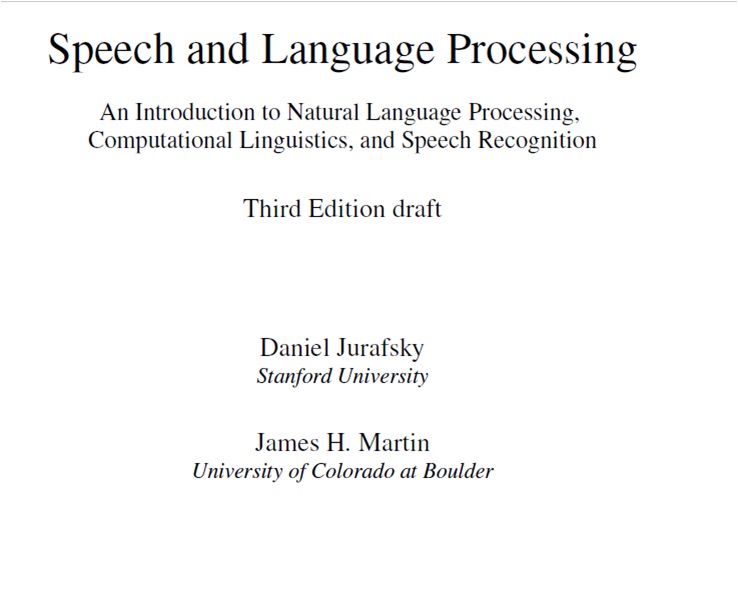 Speech and Language Processing
An Introduction to Natural Language Processing,
Computational Linguistics, and Speech Recognition
Third Edition draft
Daniel Jurafsky
Stanford University
James H. Martin
University of Colorado at Boulder